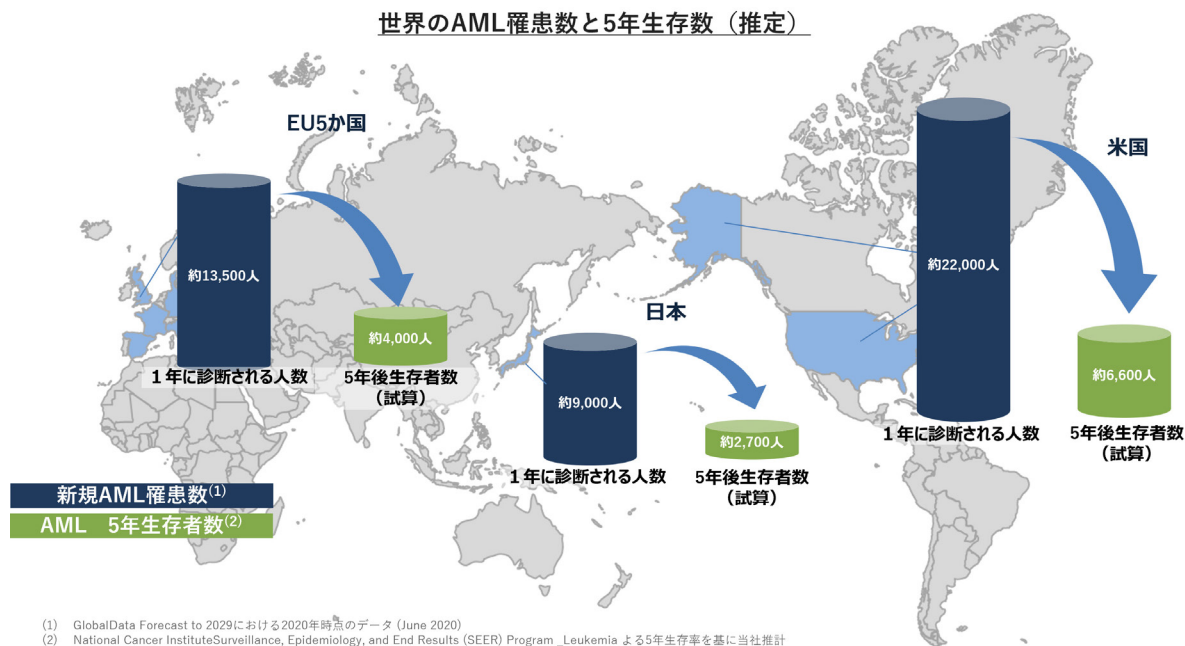 世界のAML罹患数と5年生存数（推定）
EU5か国
約13,500人
1年に診断される人数
約4,000人
5年後生存者数
（試算）
日本
約9,000人
1年に診断される人数
約2,700人
5年後生存者数
（試算）
米国
約22,000人
1年に診断される人数
約6,600人
5年後生存者数
（試算）
新規AML罹患数(1)
AML　5年生存者数(2)
(1) GlobalData Forecast to 2029における2020年時点のデータ (June 2020)
(2) National Cancer InstituteSurveillance, Epidemiology, and End Results (SEER) Program _Leukemia よる5年生存率を基に当社推計